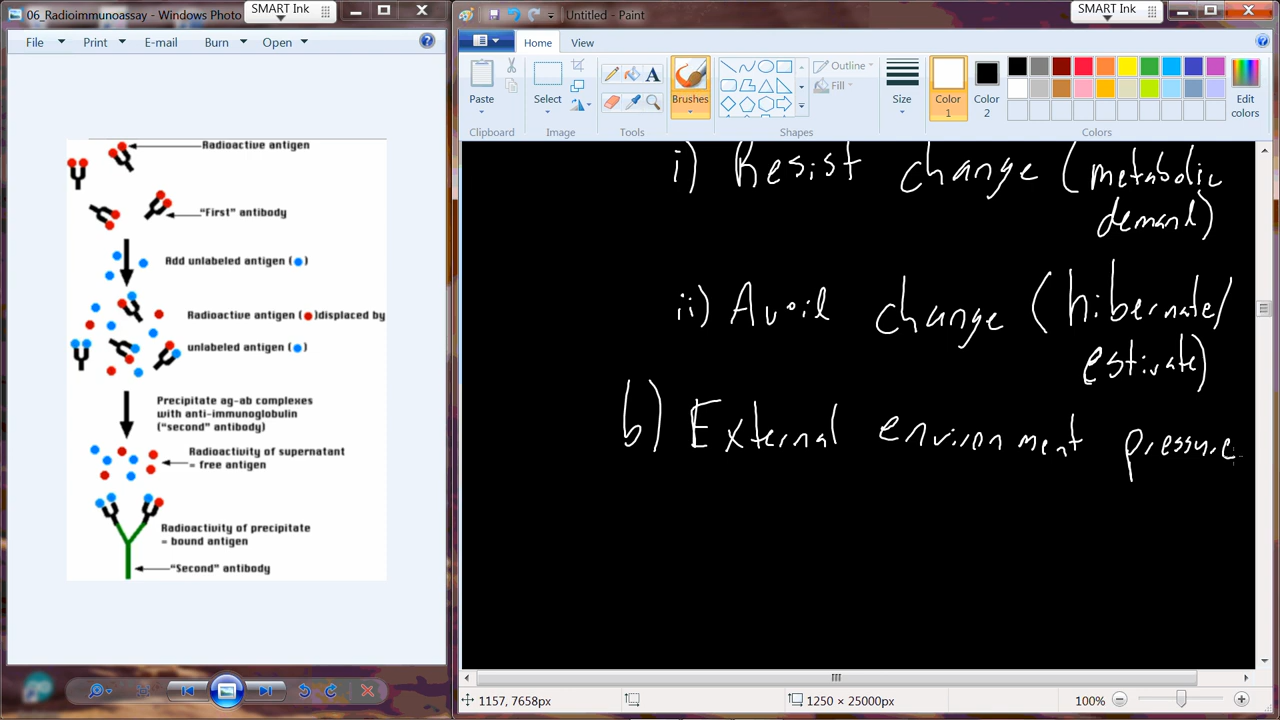 06_Radioimmunoassay - Windows Photo
SMART Ink
File Print E-mail Burn Open
Radioactive antigen
"First" antibody
Add unlabeled antigen ( )
Radioactive antigen ( )displaced by
unlabeled antigen ( )
Precipitate ag-ab complexes
with anti-immunoglobulin
("second" antibody)
Radioactivity of supernatant
= free antigen
Radioactivity of precipitate
= bound antigen
"Second" antibody
Untitled - Paint
SMART Ink
Home View
Paste
Select
Brushes
Outline
Fill
Size
Color
1
Color
2
Edit
colors
Clipboard Image Tools Shapes Colors
i) Resist change (metabolic
demand)
ii) Avoid change (hibernate/
estivate)
b) External environment pressure
1157, 7658px
1250 × 25000px
100%